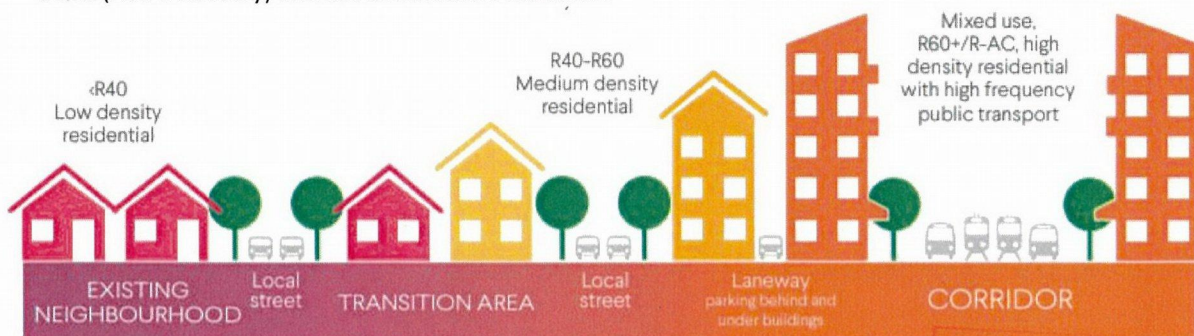 <R40
Low density
residential
R40-R60
Medium density
residential
Mixed use,
R60+/R-AC, high
density residential
with high frequency
public transport
EXISTING
NEIGHBOURHOOD
Local
street
TRANSITION AREA
Local
street
Laneway
parking behind and
under buildings
CORRIDOR